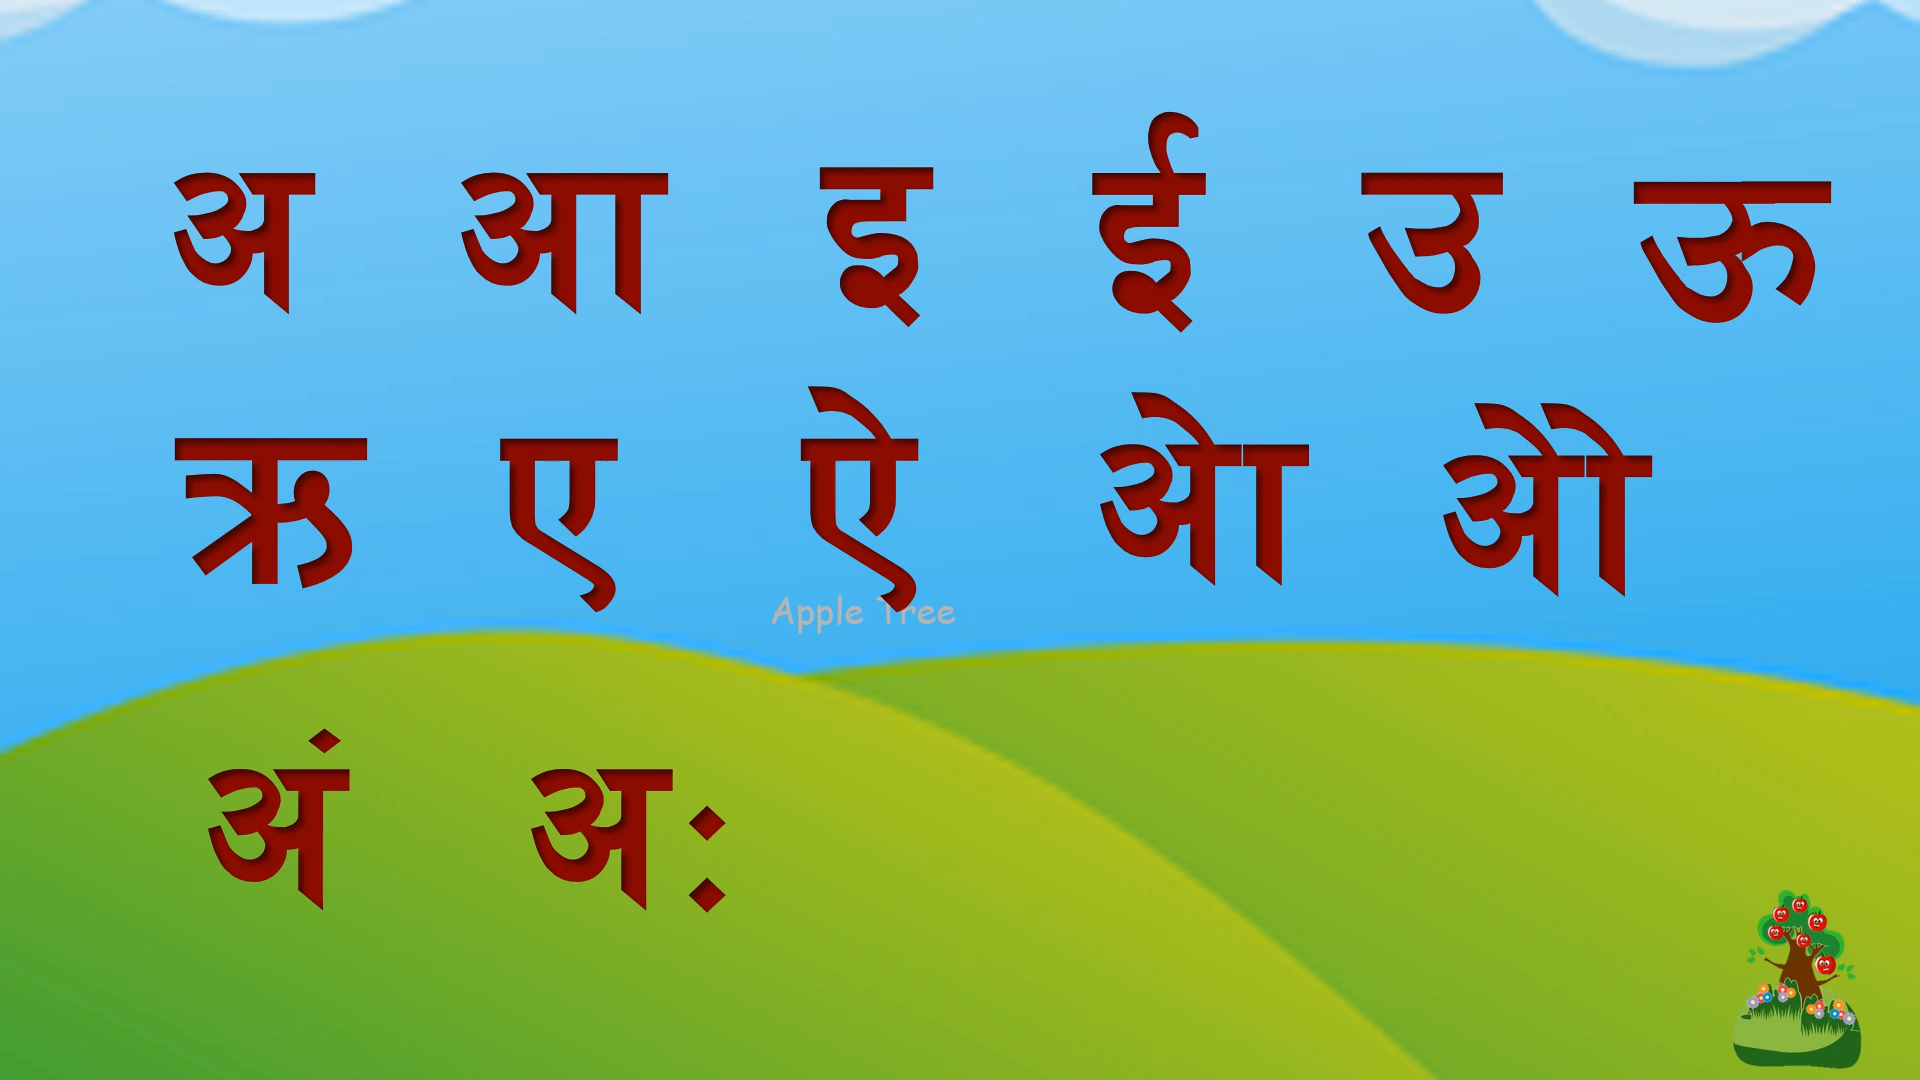 अ आ इ ई उ ऊ
ऋ ए ऐ ओ औ
Apple Tree
अं अः